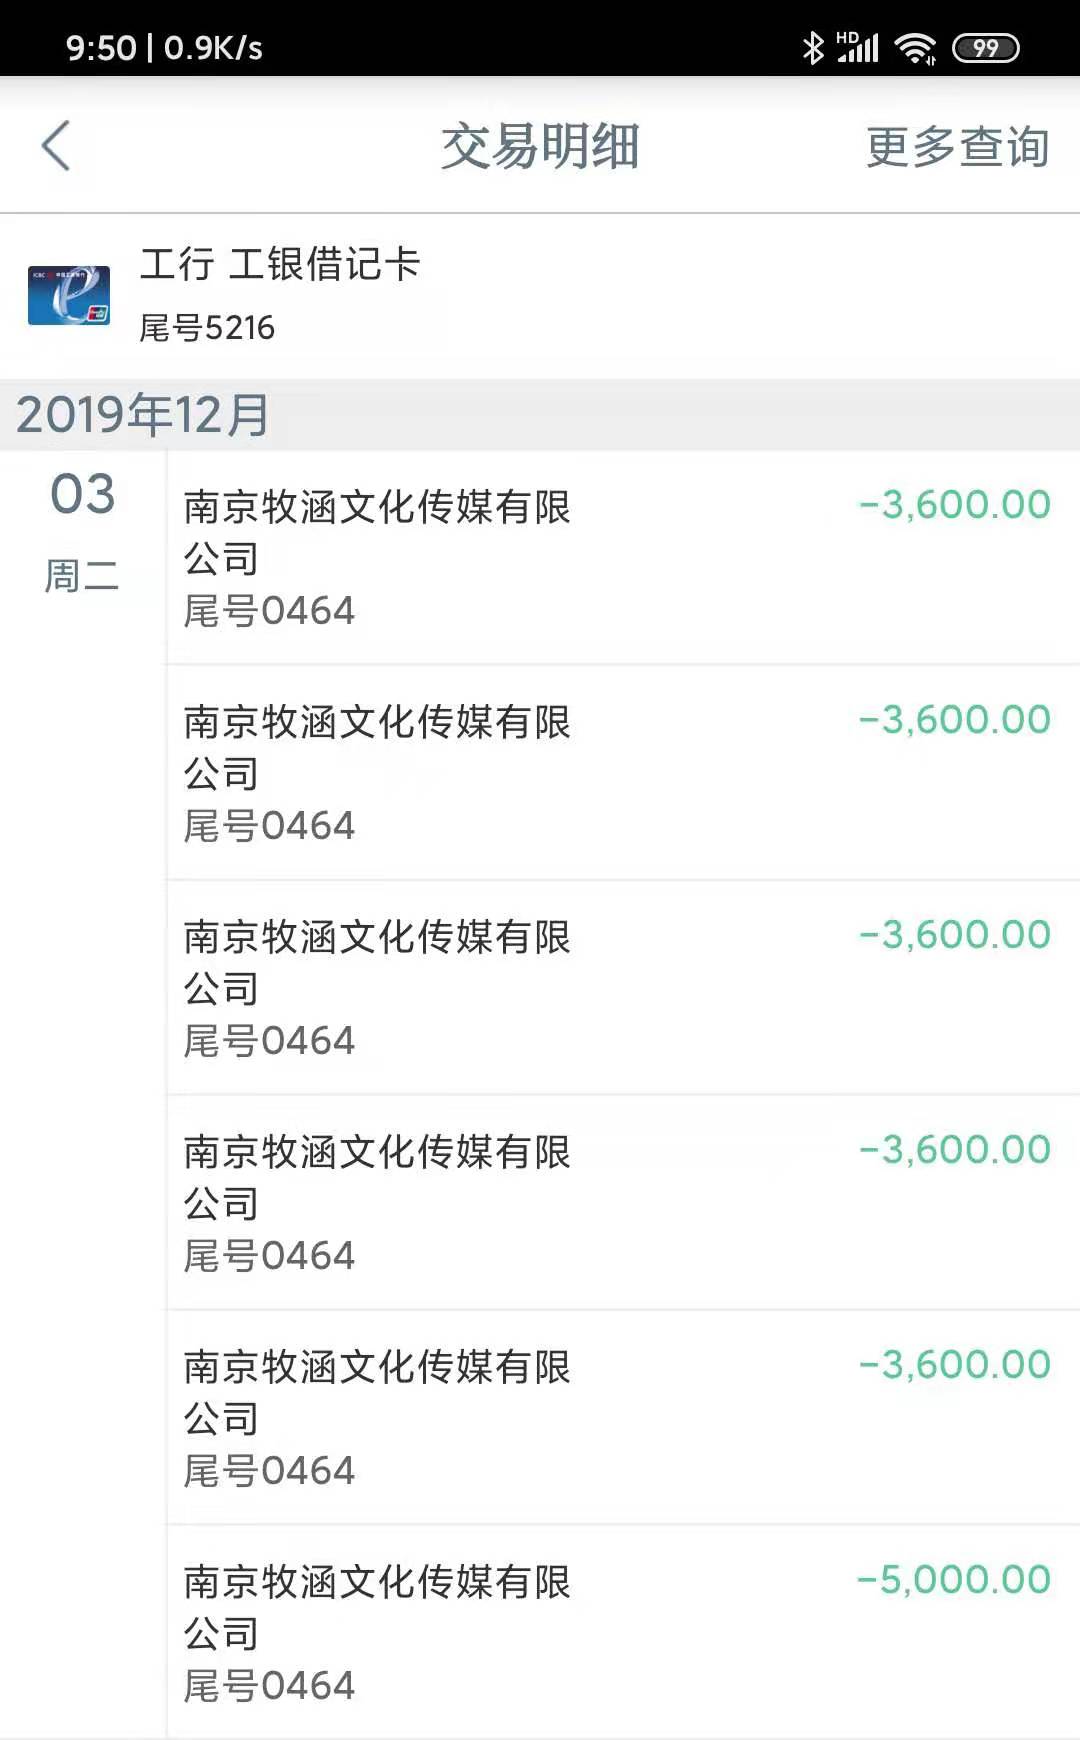 9:50 | 0.9K/s
HD
99
交易明细
更多查询
工行 工银借记卡
尾号5216
2019年12月
03
周二
南京牧涵文化传媒有限
公司
尾号0464
-3,600.00
南京牧涵文化传媒有限
公司
尾号0464
-3,600.00
南京牧涵文化传媒有限
公司
尾号0464
-3,600.00
南京牧涵文化传媒有限
公司
尾号0464
-3,600.00
南京牧涵文化传媒有限
公司
尾号0464
-3,600.00
南京牧涵文化传媒有限
公司
尾号0464
-5,000.00